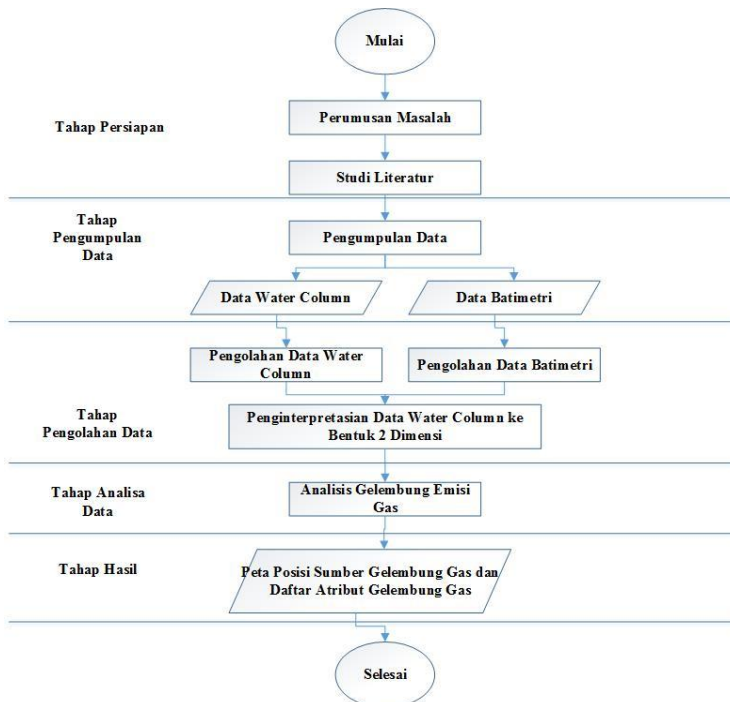 Mulai
Tahap Persiapan
Perumusan Masalah
Studi Literatur
Tahap
Pengumpulan
Data
Pengumpulan Data
Data Water Column
Data Batimetri
Pengolahan Data Water
Column
Pengolahan Data Batimetri
Tahap
Pengolahan Data
Penginterpretasian Data Water Column ke
Bentuk 2 Dimensi
Tahap Analisa
Data
Analisis Gelembung Emisi
Gas
Tahap Hasil
Peta Posisi Sumber Gelembung Gas dan
Daftar Atribut Gelembung Gas
Selesai